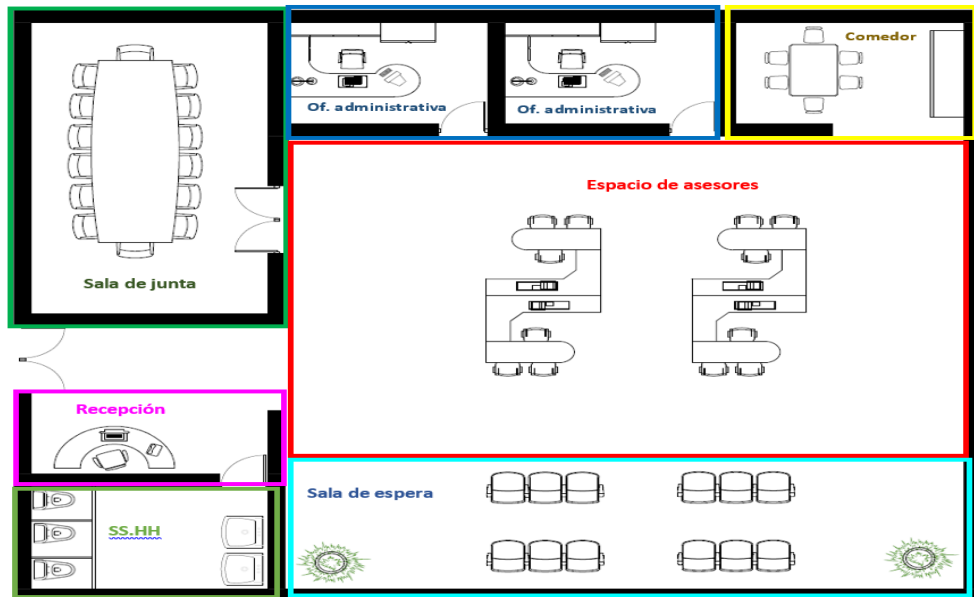 Of. administrativa
Of. administrativa
Comedor
Espacio de asesores
Sala de junta
Recepción
Sala de espera
SS.HH